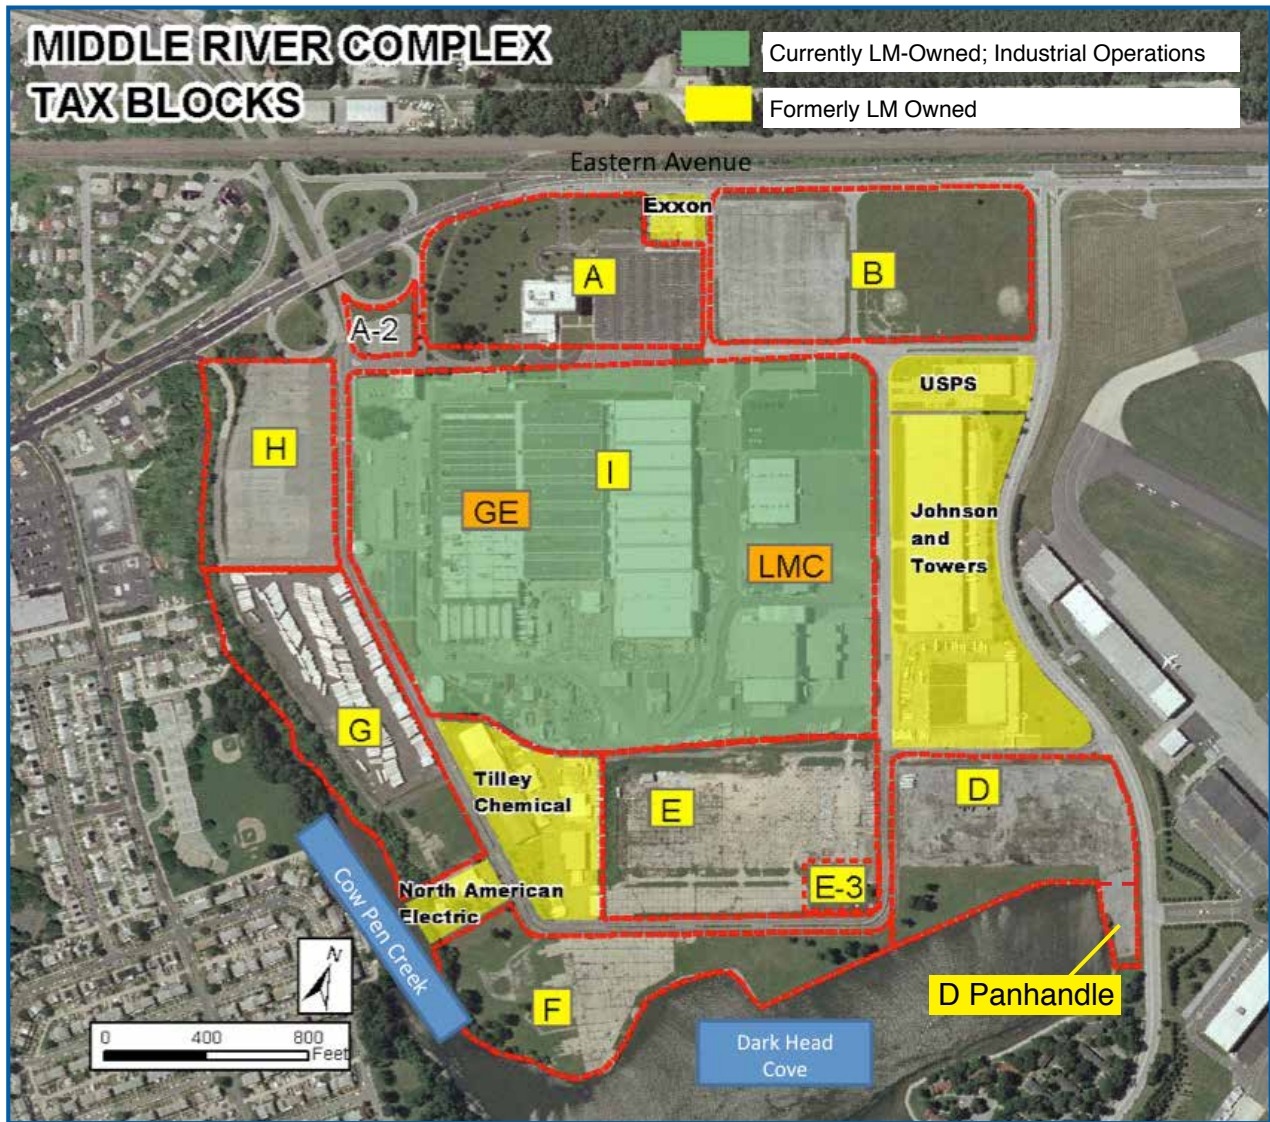 MIDDLE RIVER COMPLEX
TAX BLOCKS
Currently LM-Owned; Industrial Operations
Formerly LM Owned
Eastern Avenue
Exxon
A
B
A-2
USPS
H
I
GE
LMC
Johnson
and
Towers
G
Tilley
Chemical
E
D
E-3
North American
Electric
Cow Pen Creek
N
F
D Panhandle
0 400 800
Feet
Dark Head
Cove